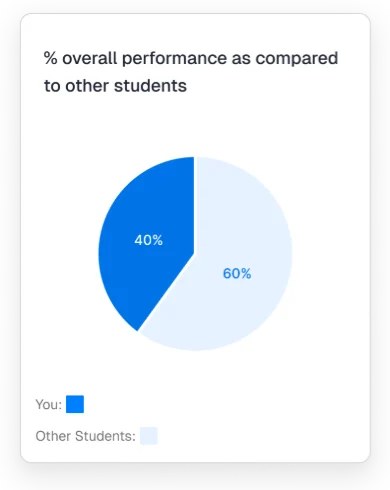 % overall performance as compared
to other students
40%
60%
You:
Other Students: